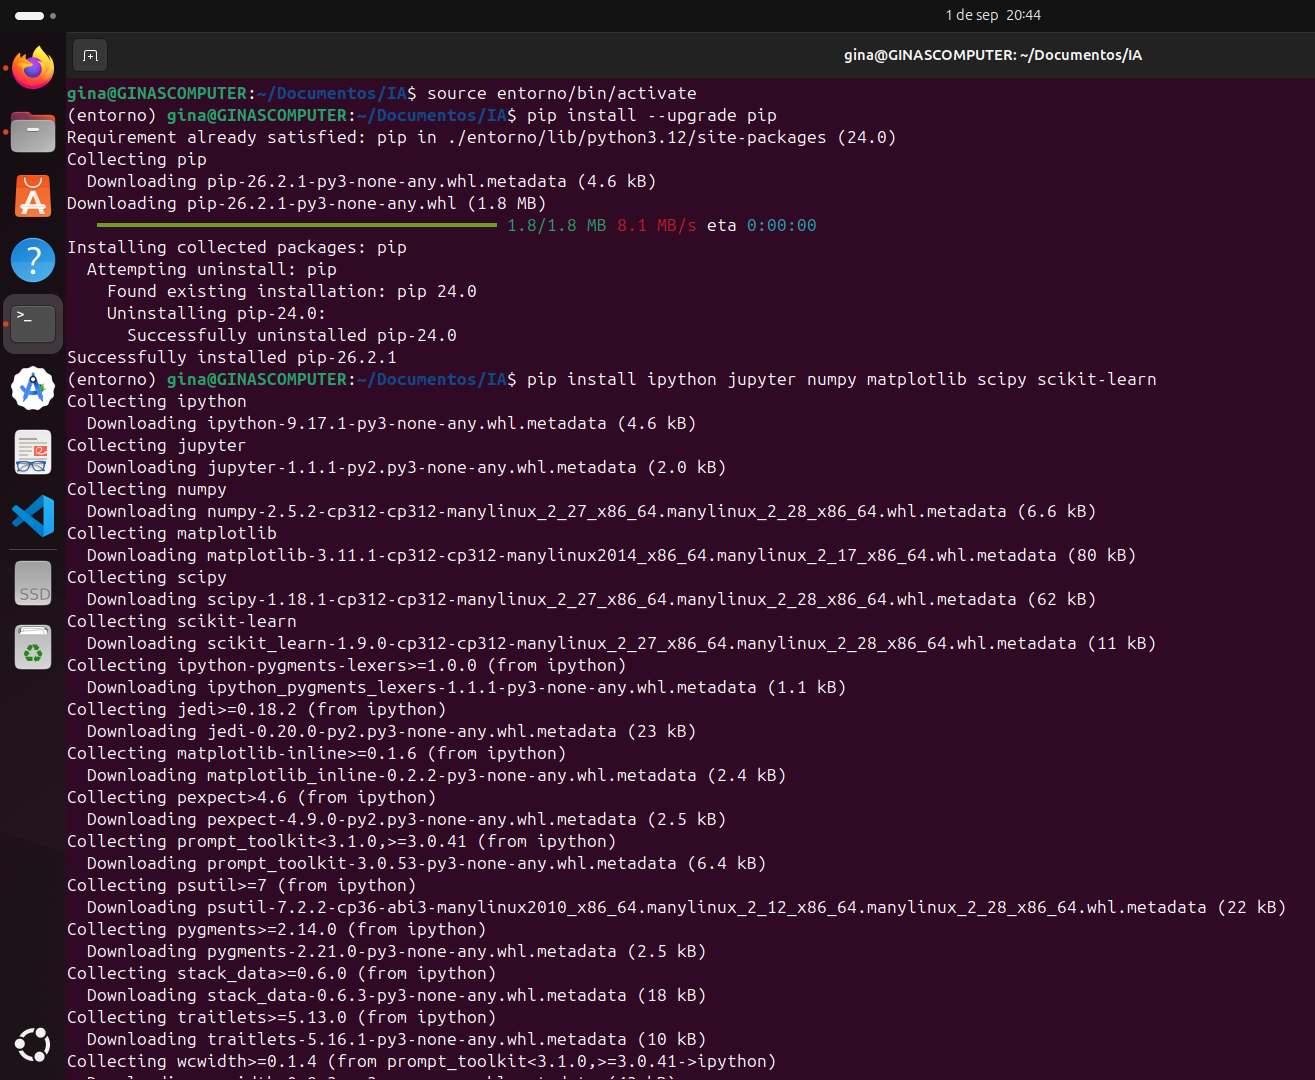 1 de sep 20:44
gina@GINASCOMPUTER: ~/Documentos/IA
gina@GINASCOMPUTER:~/Documentos/IA$ source entorno/bin/activate
(entorno) gina@GINASCOMPUTER:~/Documentos/IA$ pip install --upgrade pip
Requirement already satisfied: pip in ./entorno/lib/python3.12/site-packages (24.0)
Collecting pip
  Downloading pip-26.2.1-py3-none-any.whl.metadata (4.6 kB)
Downloading pip-26.2.1-py3-none-any.whl (1.8 MB)
1.8/1.8 MB 8.1 MB/s eta 0:00:00
Installing collected packages: pip
  Attempting uninstall: pip
    Found existing installation: pip 24.0
    Uninstalling pip-24.0:
      Successfully uninstalled pip-24.0
Successfully installed pip-26.2.1
(entorno) gina@GINASCOMPUTER:~/Documentos/IA$ pip install ipython jupyter numpy matplotlib scipy scikit-learn
Collecting ipython
  Downloading ipython-9.17.1-py3-none-any.whl.metadata (4.6 kB)
Collecting jupyter
  Downloading jupyter-1.1.1-py2.py3-none-any.whl.metadata (2.0 kB)
Collecting numpy
  Downloading numpy-2.5.2-cp312-cp312-manylinux_2_27_x86_64.manylinux_2_28_x86_64.whl.metadata (6.6 kB)
Collecting matplotlib
  Downloading matplotlib-3.11.1-cp312-cp312-manylinux2014_x86_64.manylinux_2_17_x86_64.whl.metadata (80 kB)
Collecting scipy
  Downloading scipy-1.18.1-cp312-cp312-manylinux_2_27_x86_64.manylinux_2_28_x86_64.whl.metadata (62 kB)
Collecting scikit-learn
  Downloading scikit_learn-1.9.0-cp312-cp312-manylinux_2_27_x86_64.manylinux_2_28_x86_64.whl.metadata (11 kB)
Collecting ipython-pygments-lexers>=1.0.0 (from ipython)
  Downloading ipython_pygments_lexers-1.1.1-py3-none-any.whl.metadata (1.1 kB)
Collecting jedi>=0.18.2 (from ipython)
  Downloading jedi-0.20.0-py2.py3-none-any.whl.metadata (23 kB)
Collecting matplotlib-inline>=0.1.6 (from ipython)
  Downloading matplotlib_inline-0.2.2-py3-none-any.whl.metadata (2.4 kB)
Collecting pexpect>4.6 (from ipython)
  Downloading pexpect-4.9.0-py2.py3-none-any.whl.metadata (2.5 kB)
Collecting prompt_toolkit<3.1.0,>=3.0.41 (from ipython)
  Downloading prompt_toolkit-3.0.53-py3-none-any.whl.metadata (6.4 kB)
Collecting psutil>=7 (from ipython)
  Downloading psutil-7.2.2-cp36-abi3-manylinux2010_x86_64.manylinux_2_12_x86_64.manylinux_2_28_x86_64.whl.metadata (22 kB)
Collecting pygments>=2.14.0 (from ipython)
  Downloading pygments-2.21.0-py3-none-any.whl.metadata (2.5 kB)
Collecting stack_data>=0.6.0 (from ipython)
  Downloading stack_data-0.6.3-py3-none-any.whl.metadata (18 kB)
Collecting traitlets>=5.13.0 (from ipython)
  Downloading traitlets-5.16.1-py3-none-any.whl.metadata (10 kB)
Collecting wcwidth>=0.1.4 (from prompt_toolkit<3.1.0,>=3.0.41->ipython)
SSD